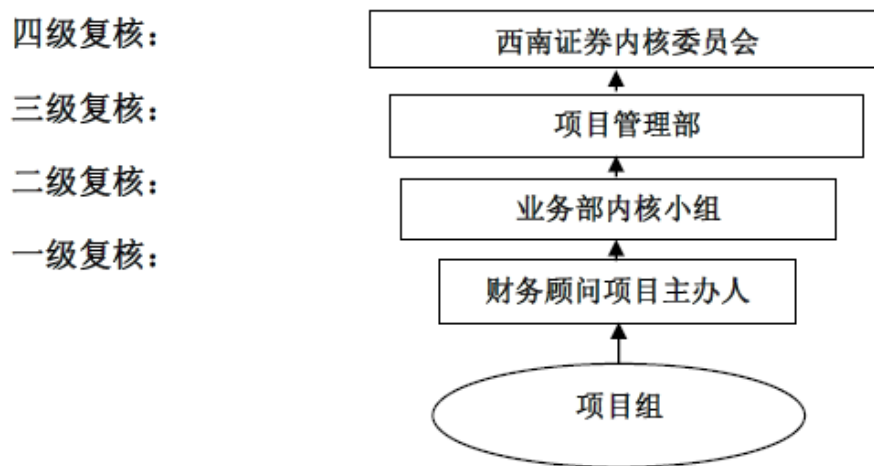 四级复核：
西南证券内核委员会
三级复核：
项目管理部
二级复核：
业务部内核小组
一级复核：
财务顾问项目主办人
项目组